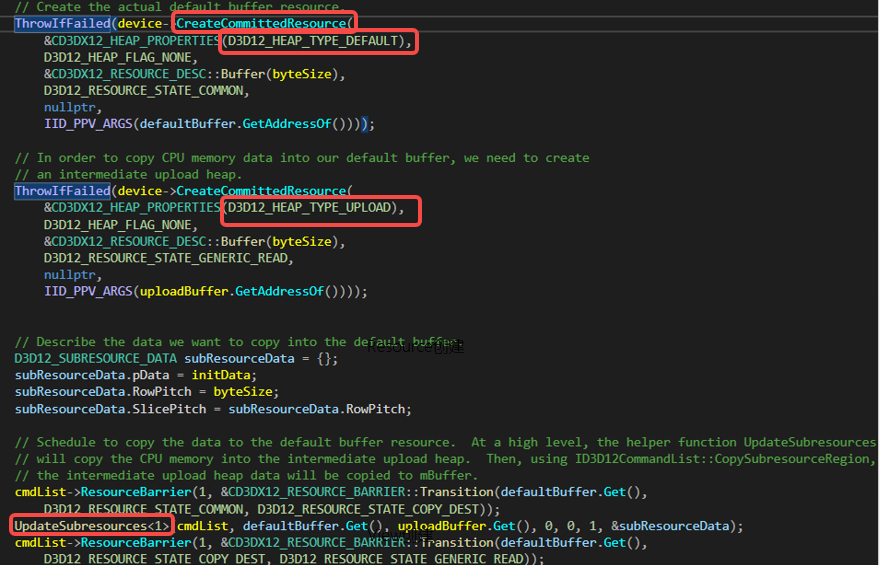 // Create the actual default buffer resource.
ThrowIfFailed(device->CreateCommittedResource(
&CD3DX12_HEAP_PROPERTIES(D3D12_HEAP_TYPE_DEFAULT),
D3D12_HEAP_FLAG_NONE,
&CD3DX12_RESOURCE_DESC::Buffer(byteSize),
D3D12_RESOURCE_STATE_COMMON,
nullptr,
IID_PPV_ARGS(defaultBuffer.GetAddressOf())));
// In order to copy CPU memory data into our default buffer, we need to create
// an intermediate upload heap.
ThrowIfFailed(device->CreateCommittedResource(
&CD3DX12_HEAP_PROPERTIES(D3D12_HEAP_TYPE_UPLOAD),
D3D12_HEAP_FLAG_NONE,
&CD3DX12_RESOURCE_DESC::Buffer(byteSize),
D3D12_RESOURCE_STATE_GENERIC_READ,
nullptr,
IID_PPV_ARGS(uploadBuffer.GetAddressOf())));
// Describe the data we want to copy into the default buffer.
Resource创建
D3D12_SUBRESOURCE_DATA subResourceData = {};
subResourceData.pData = initData;
subResourceData.RowPitch = byteSize;
subResourceData.SlicePitch = subResourceData.RowPitch;
// Schedule to copy the data to the default buffer resource.  At a high level, the helper function UpdateSubresources
// will copy the CPU memory into the intermediate upload heap.  Then, using ID3D12CommandList::CopySubresourceRegion,
// the intermediate upload heap data will be copied to mBuffer.
cmdList->ResourceBarrier(1, &CD3DX12_RESOURCE_BARRIER::Transition(defaultBuffer.Get(),
D3D12_RESOURCE_STATE_COMMON, D3D12_RESOURCE_STATE_COPY_DEST));
UpdateSubresources<1>(cmdList, defaultBuffer.Get(), uploadBuffer.Get(), 0, 0, 1, &subResourceData);
cmdList->ResourceBarrier(1, &CD3DX12_RESOURCE_BARRIER::Transition(defaultBuffer.Get(),
D3D12_RESOURCE_STATE_COPY_DEST, D3D12_RESOURCE_STATE_GENERIC_READ));